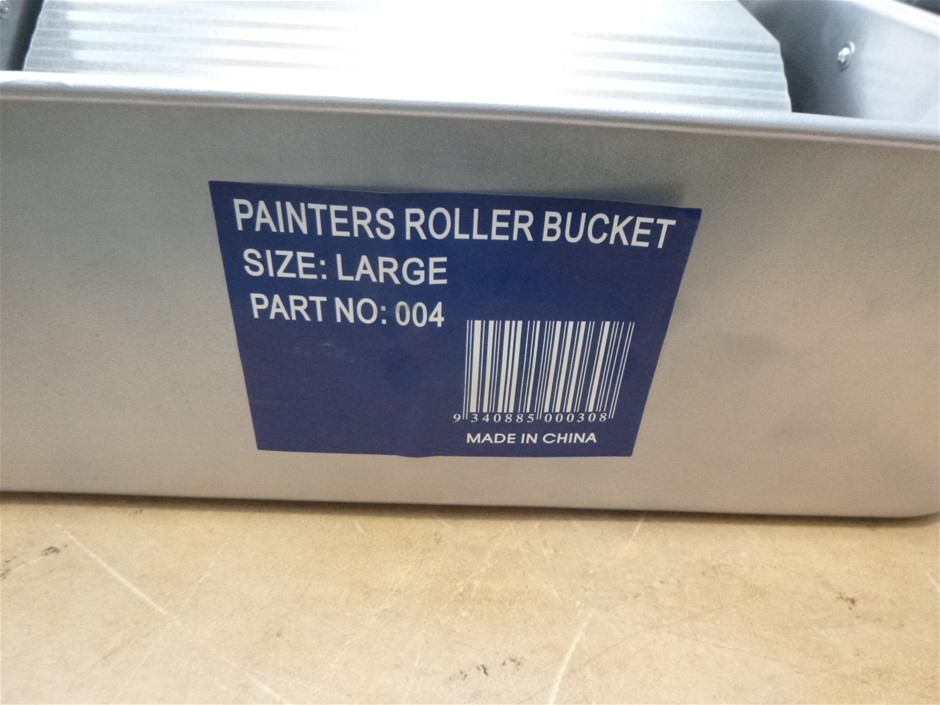 PAINTERS ROLLER BUCKET
SIZE: LARGE
PART NO: 004
9 340885 000308
MADE IN CHINA